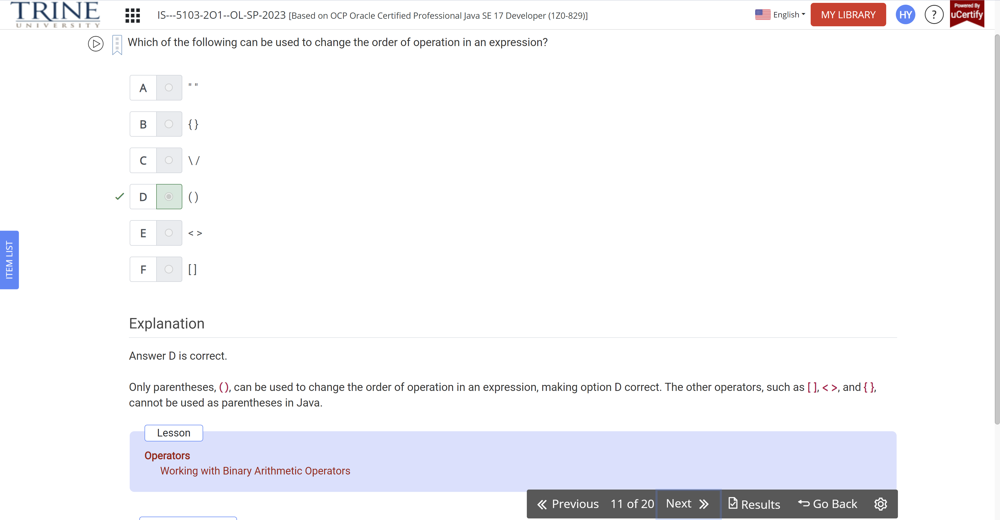 TRINE
UNIVERSITY
IS---5103-2O1--OL-SP-2023 [Based on OCP Oracle Certified Professional Java SE 17 Developer (1Z0-829)]
English
MY LIBRARY
HY
?
Powered By
uCertify
Which of the following can be used to change the order of operation in an expression?
A " "
B { }
C \ /
D ( )
E < >
F [ ]
ITEM LIST
Explanation
Answer D is correct.
Only parentheses, ( ), can be used to change the order of operation in an expression, making option D correct. The other operators, such as [ ], < >, and { },
cannot be used as parentheses in Java.
Lesson
Operators
Working with Binary Arithmetic Operators
Previous 11 of 20 Next Results Go Back